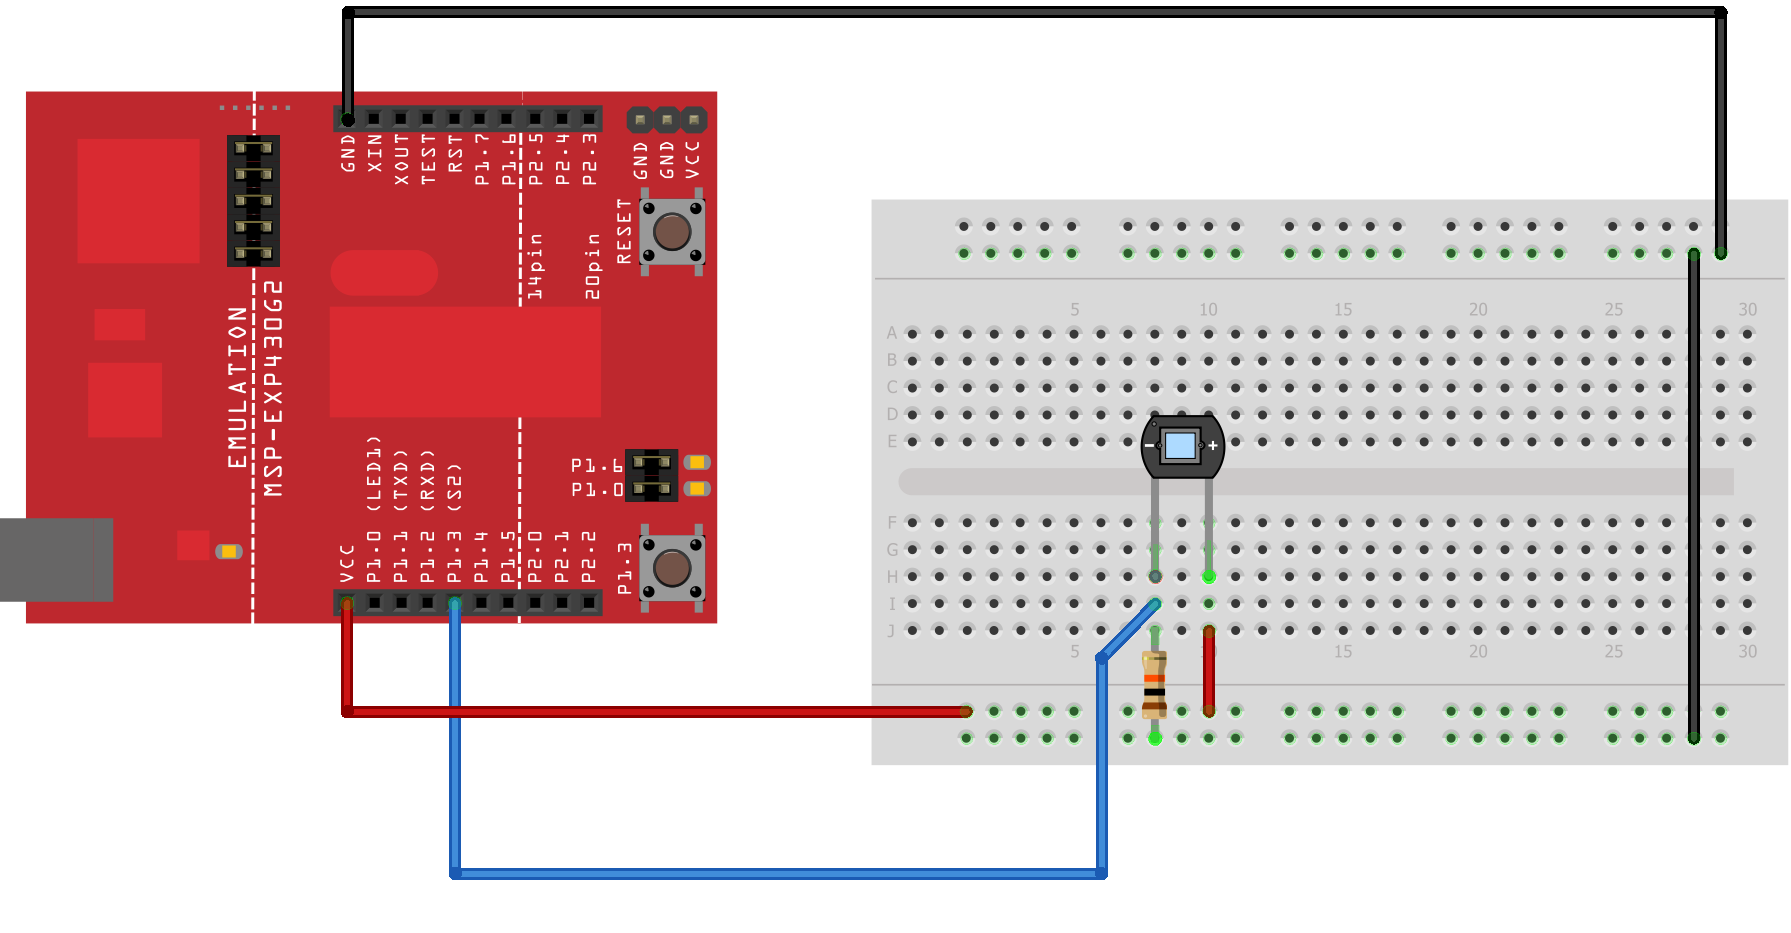 GND XIN XOUT TEST RST P1.7 P1.6 P2.5 P2.4 P2.3
GND GND VCC
RESET
14pin
20pin
EMULATION
MSP-EXP430G2
P1.6
P1.0
(LED1) (TXD) (RXD) (S2)
VCC P1.0 P1.1 P1.2 P1.3 P1.4 P1.5 P2.0 P2.1 P2.2
P1.3
5 10 15 20 25 30
A
B
C
D
E
- +
F
G
H
I
J
5 15 20 25 30